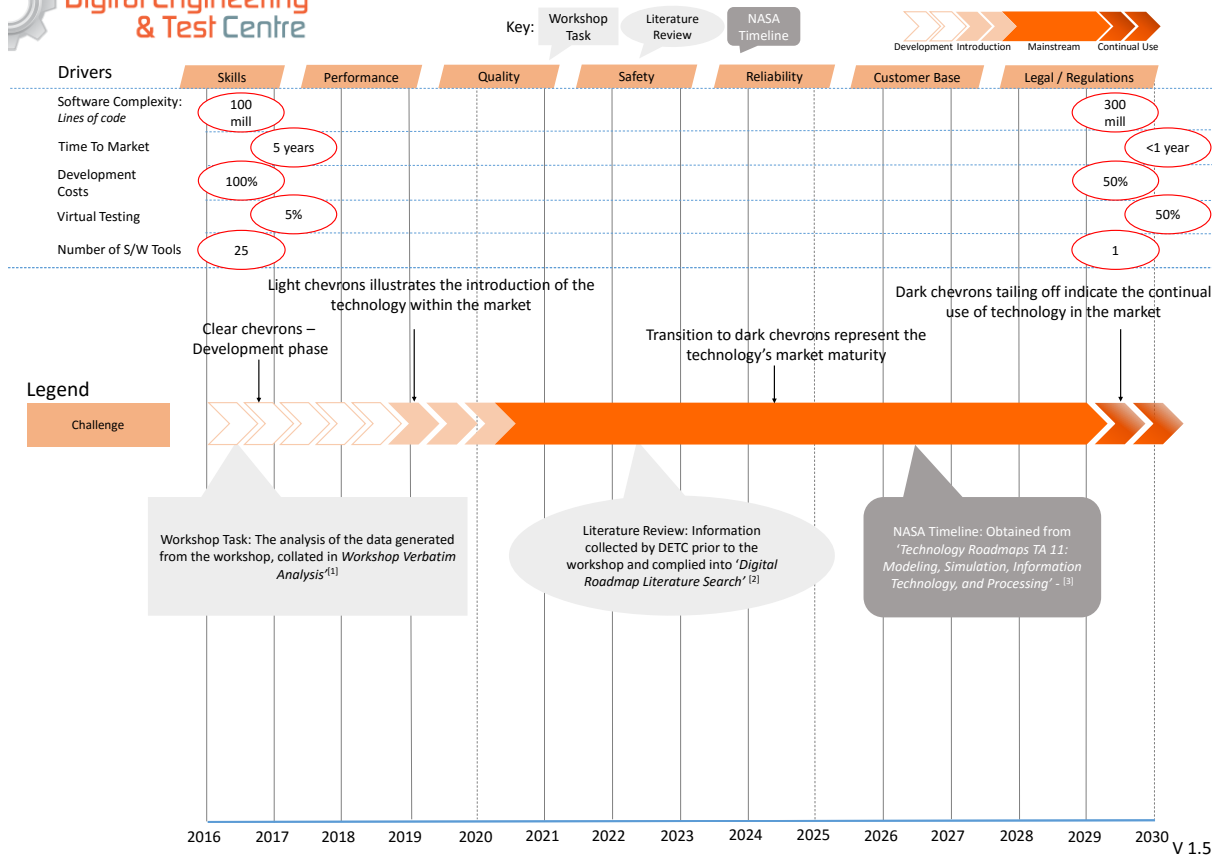 Digital Engineering
& Test Centre
Key:
Workshop
Task
Literature
Review
NASA
Timeline
Development Introduction Mainstream Continual Use
Drivers
Skills Performance Quality Safety Reliability Customer Base Legal / Regulations
Software Complexity:
Lines of code
100
mill
300
mill
Time To Market 5 years <1 year
Development
Costs
100% 50%
Virtual Testing 5% 50%
Number of S/W Tools 25 1
Light chevrons illustrates the introduction of the
technology within the market
Dark chevrons tailing off indicate the continual
use of technology in the market
Clear chevrons –
Development phase
Transition to dark chevrons represent the
technology's market maturity
Legend
Challenge
Workshop Task: The analysis of the data generated
from the workshop, collated in Workshop Verbatim
Analysis'[1]
Literature Review: Information
collected by DETC prior to the
workshop and complied into 'Digital
Roadmap Literature Search' [2]
NASA Timeline: Obtained from
'Technology Roadmaps TA 11:
Modeling, Simulation, Information
Technology, and Processing' - [3]
2016 2017 2018 2019 2020 2021 2022 2023 2024 2025 2026 2027 2028 2029 2030
V 1.5